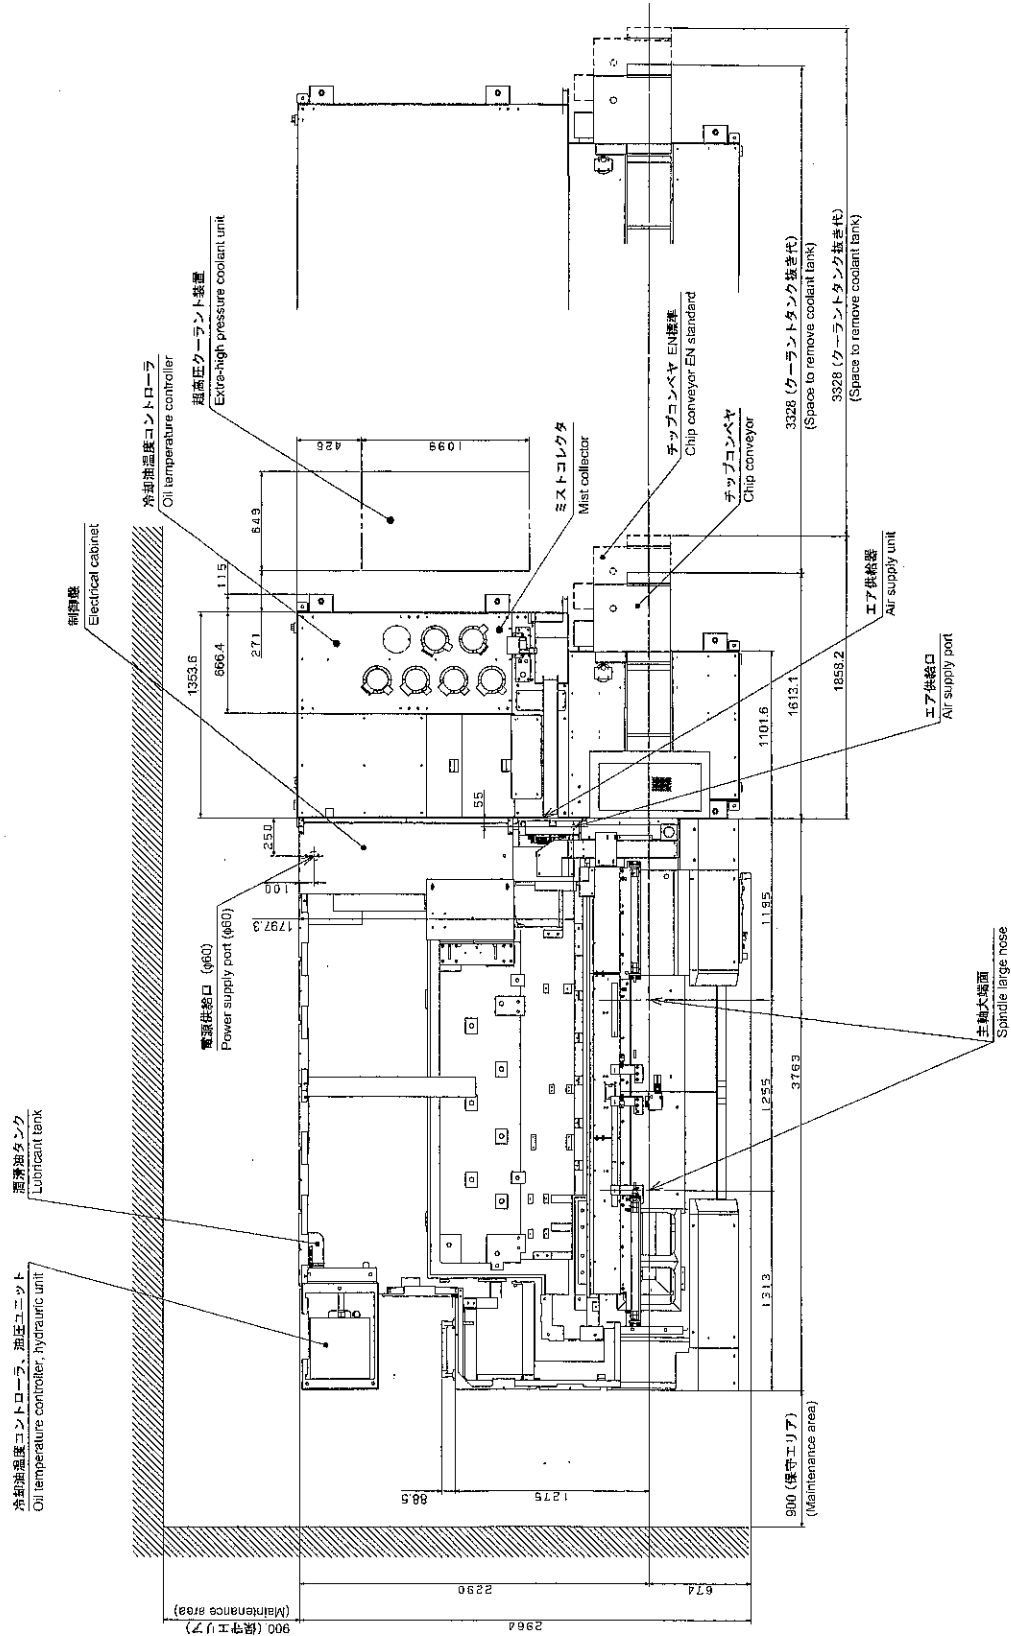 冷却油温度コントローラ、油圧ユニット
Oil temperature controller, hydrauric unit
潤滑油タンク
Lubricant tank
電源供給口 (φ60)
Power supply port (φ60)
制御盤
Electrical cabinet
冷却油温度コントローラ
Oil temperature controller
超高圧クーラント装置
Extra-high pressure coolant unit
ミストコレクタ
Mist collector
チップコンベヤ EN標準
Chip conveyor EN standard
チップコンベヤ
Chip conveyor
エア供給器
Air supply unit
エア供給口
Air supply port
主軸大端面
Spindle large nose
3328 (クーラントタンク抜き代)
(Space to remove coolant tank)
3328 (クーラントタンク抜き代)
(Space to remove coolant tank)
900 (保守エリア)
(Maintenance area)
900 (保守エリア)
(Maintenance area)
1353.6
666.4
271
115
649
426
1099
250
100
1797.3
55
1101.6
1613.1
1858.2
1195
1255
3763
1313
88.5
1275
2290
674
2964